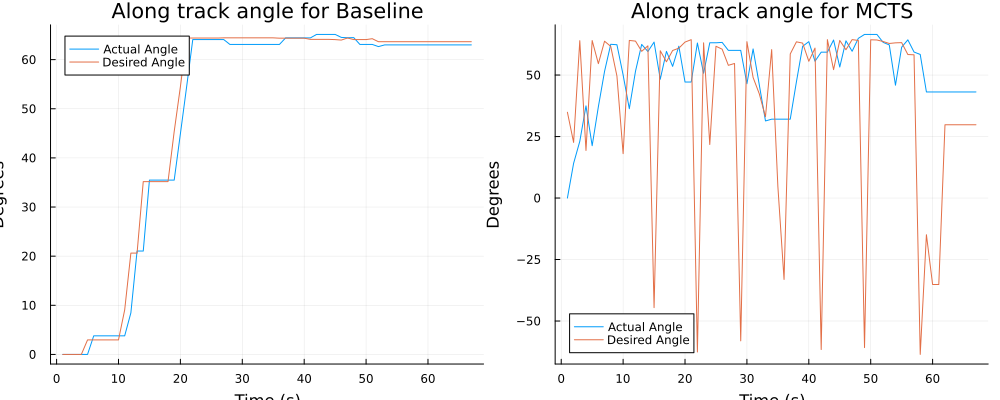 Along track angle for Baseline
Actual Angle
Desired Angle
60
50
40
30
20
10
0
Degrees
0 10 20 30 40 50 60
Time (s)
Along track angle for MCTS
50
25
0
−25
−50
Degrees
Actual Angle
Desired Angle
0 10 20 30 40 50 60
Time (s)